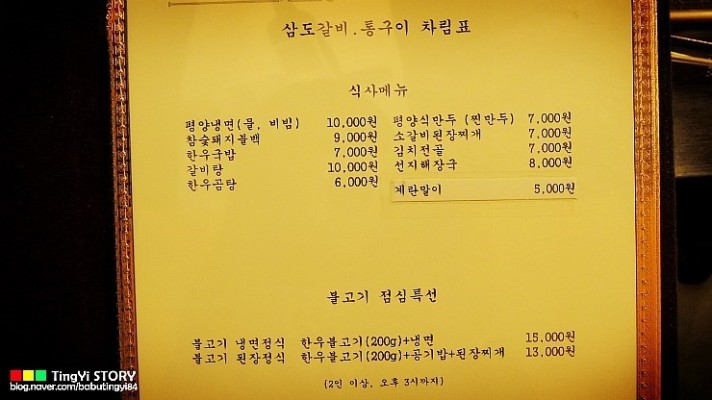 삼도갈비.통구이 차림표
식사메뉴
평양냉면(물, 비빔) 10.000원
참숯돼지불백 9.000원
한우국밥 7.000원
갈비탕 10.000원
한우곰탕 6.000원
평양식만두 (찐만두) 7.000원
소갈비된장찌개 7.000원
김치전골 7.000원
선지해장국 8.000원
계란말이 5.000원
불고기 점심특선
불고기 냉면정식 한우불고기(200g)+냉면 15.000원
불고기 된장정식 한우불고기(200g)+공기밥+된장찌개 13.000원
(2인 이상, 오후 3시까지)
TingYi STORY
blog.naver.com/babutingyi84